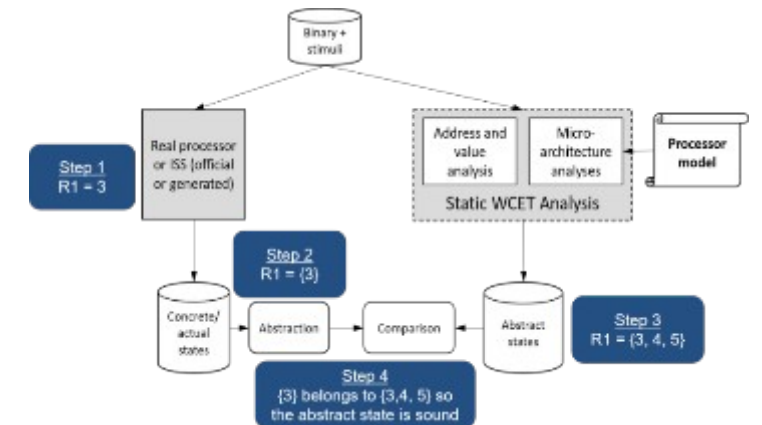 Binary +
stimuli
Real processor
or ISS (official
or generated)
Step 1
R1 = 3
Address and
value
analysis
Micro-
architecture
analyses
Static WCET Analysis
Processor
model
Step 2
R1 = {3}
Concrete/
actual
states
Abstraction
Comparison
Abstract
states
Step 3
R1 = {3, 4, 5}
Step 4
{3} belongs to {3,4, 5} so
the abstract state is sound